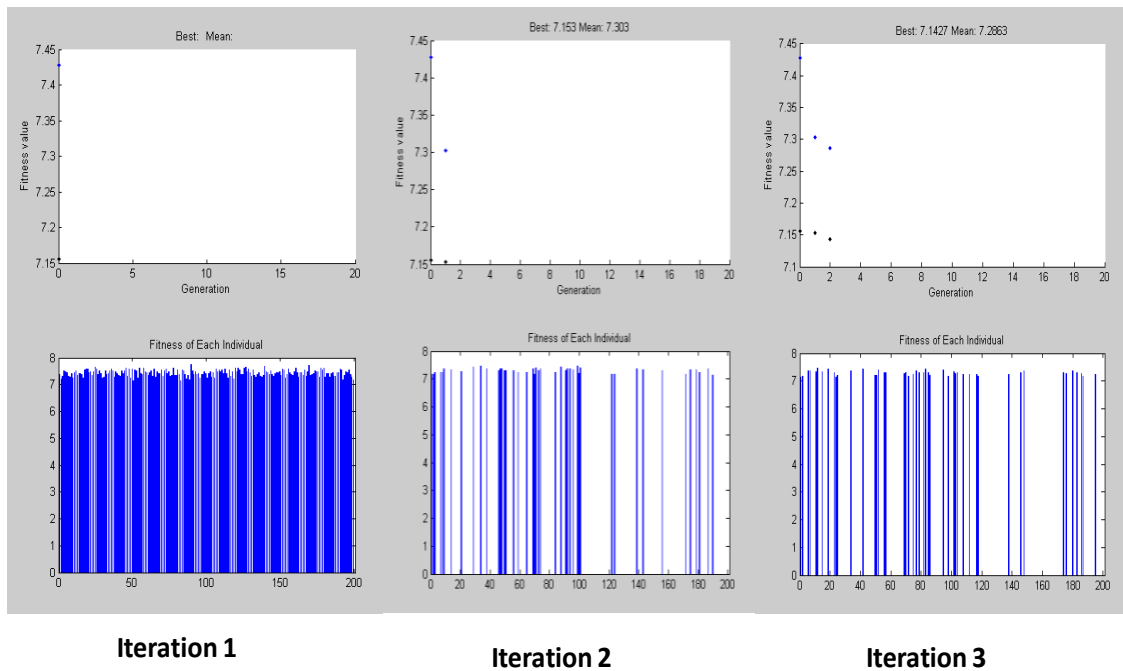 Best: Mean:
7.45
7.4
7.35
7.3
7.25
7.2
7.15
Fitness value
0 5 10 15 20
Generation
Best: 7.153 Mean: 7.303
7.45
7.4
7.35
7.3
7.25
7.2
7.15
Fitness value
0 2 4 6 8 10 12 14 16 18 20
Generation
Best: 7.1427 Mean: 7.2863
7.45
7.4
7.35
7.3
7.25
7.2
7.15
7.1
Fitness value
0 2 4 6 8 10 12 14 16 18 20
Generation
Fitness of Each Individual
8
7
6
5
4
3
2
1
0
0 50 100 150 200
Fitness of Each Individual
8
7
6
5
4
3
2
1
0
0 20 40 60 80 100 120 140 160 180 200
Fitness of Each Individual
8
7
6
5
4
3
2
1
0
0 20 40 60 80 100 120 140 160 180 200
Iteration 1
Iteration 2
Iteration 3